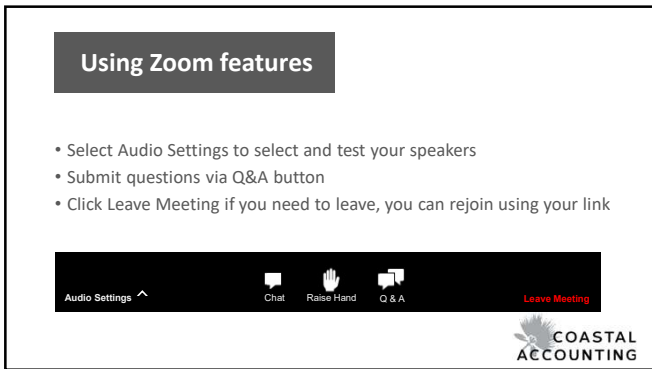 Using Zoom features
• Select Audio Settings to select and test your speakers
• Submit questions via Q&A button
• Click Leave Meeting if you need to leave, you can rejoin using your link
Audio Settings ^ Chat Raise Hand Q & A Leave Meeting
COASTAL
ACCOUNTING